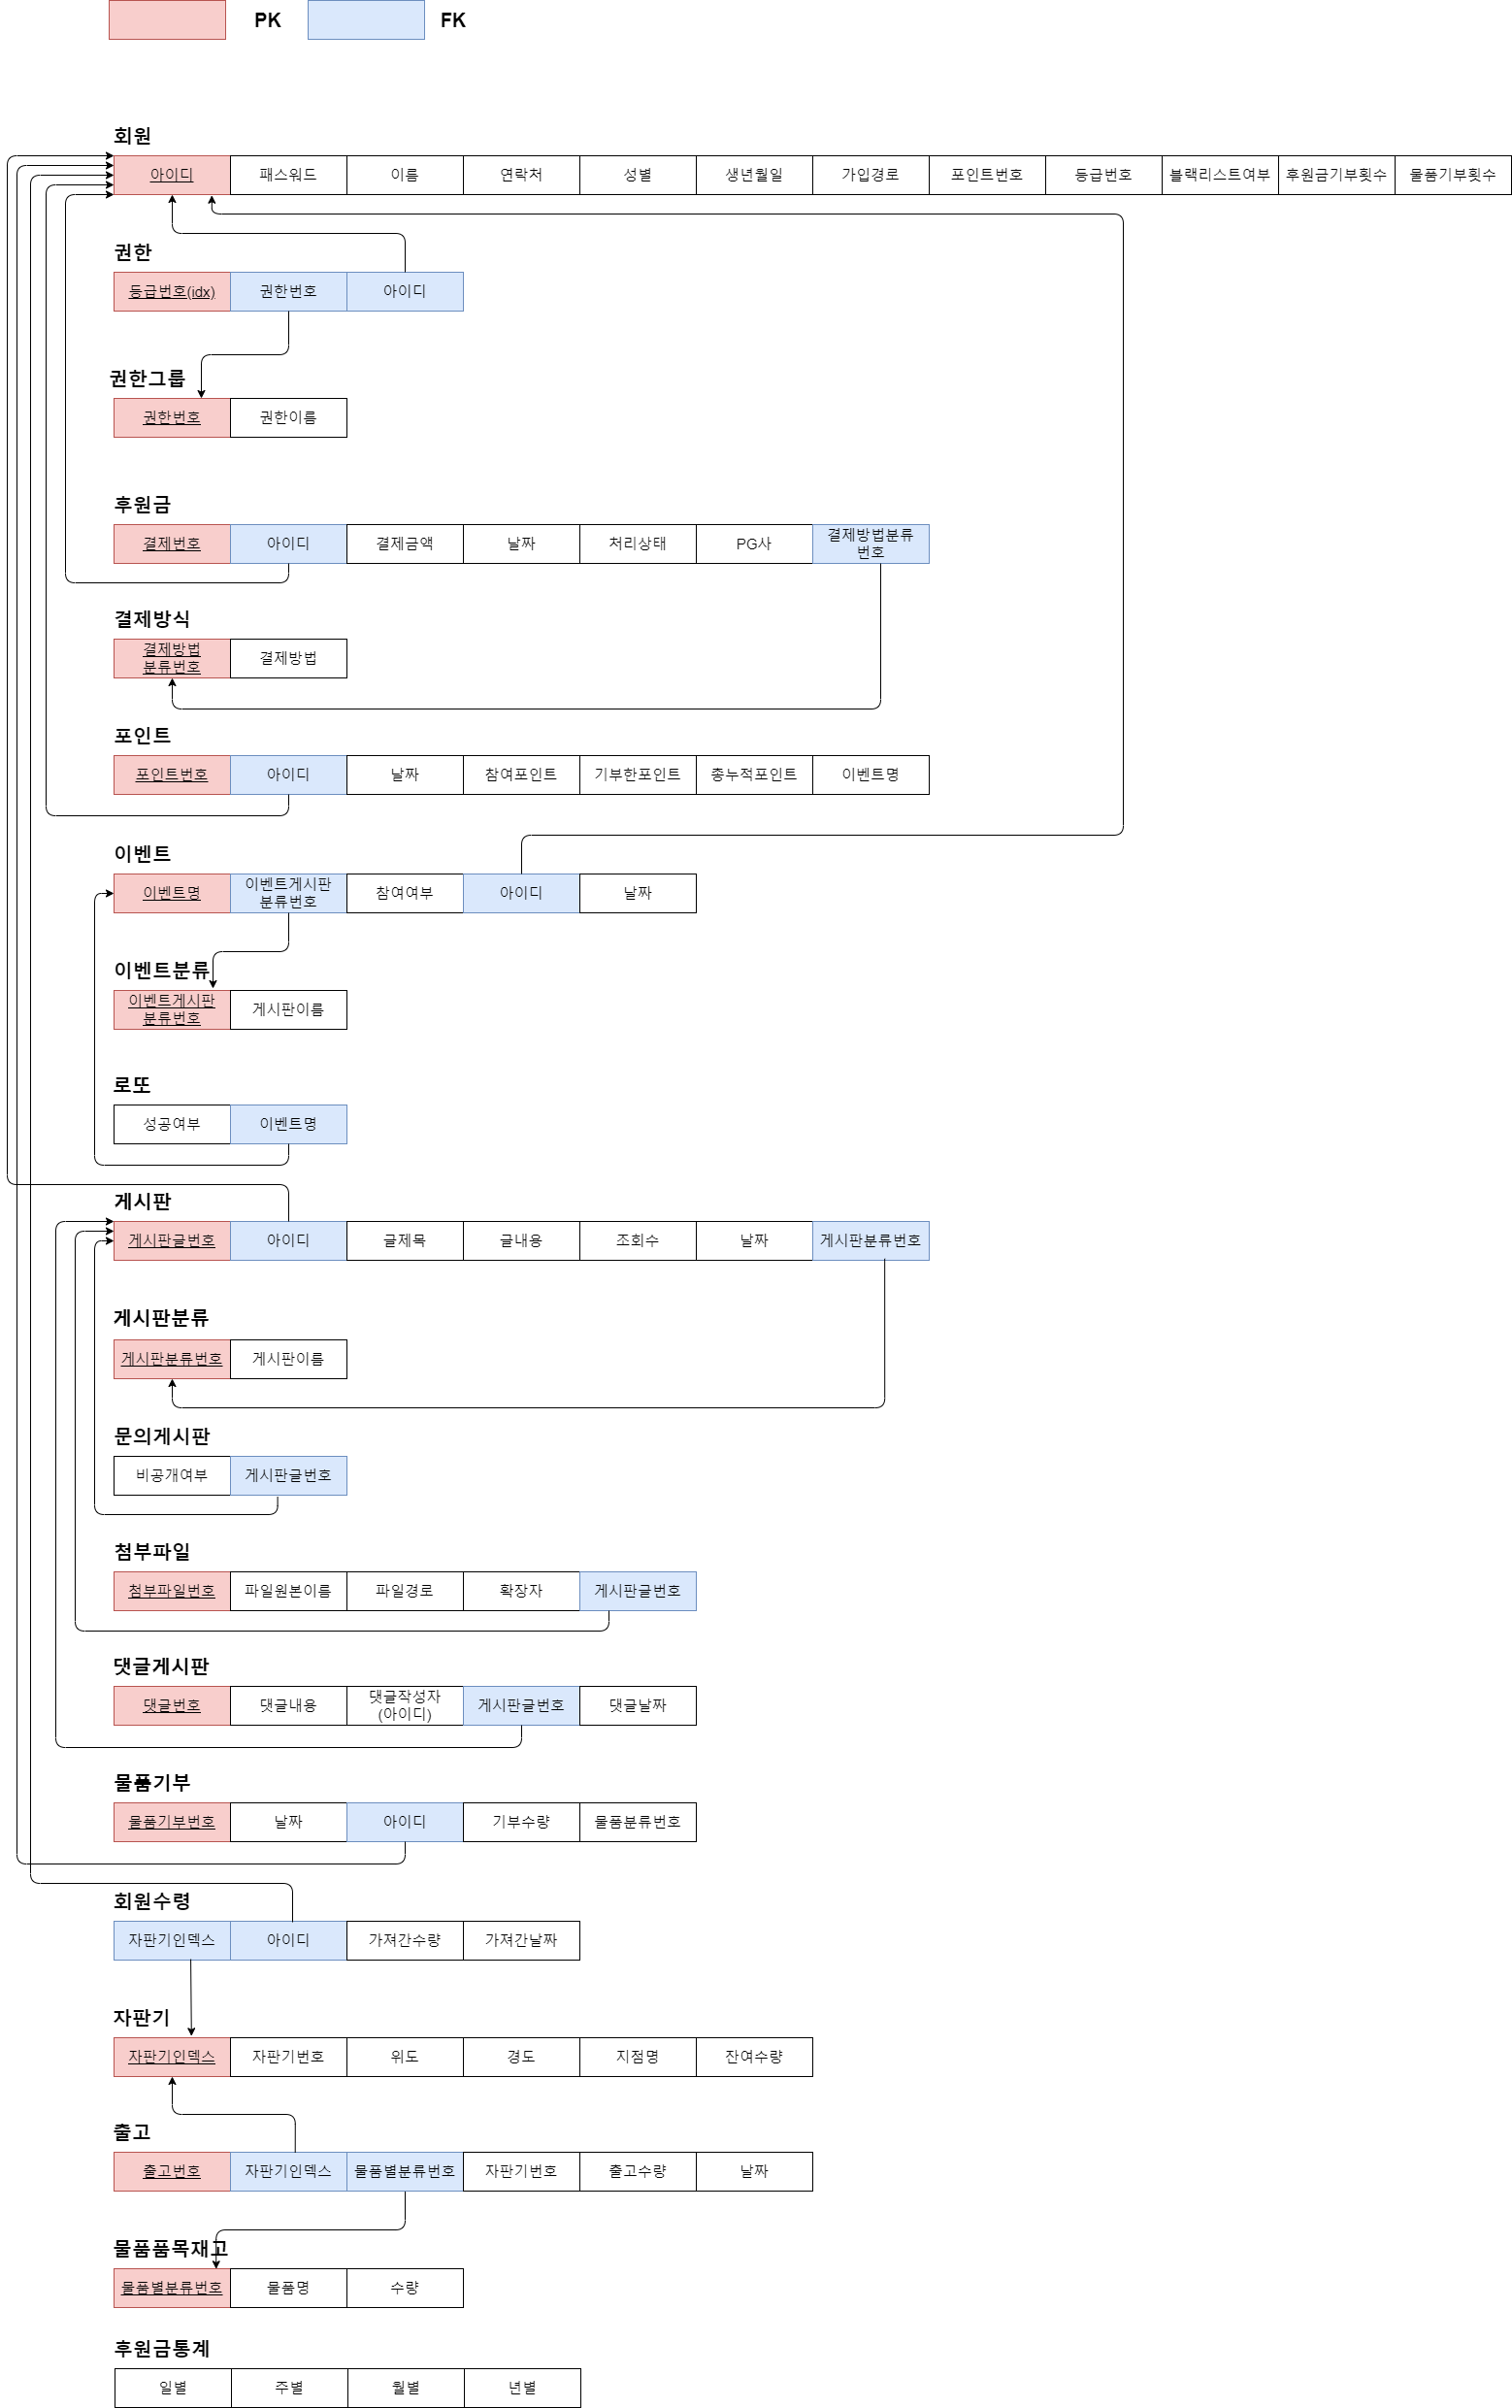 PK FK
회원
아이디 패스워드 이름 연락처 성별 생년월일 가입경로 포인트번호 등급번호 블랙리스트여부 후원금기부횟수 물품기부횟수
권한
등급번호(idx) 권한번호 아이디
권한그룹
권한번호 권한이름
후원금
결제번호 아이디 결제금액 날짜 처리상태 PG사 결제방법분류
번호
결제방식
결제방법
분류번호
결제방법
포인트
포인트번호 아이디 날짜 참여포인트 기부한포인트 총누적포인트 이벤트명
이벤트
이벤트명 이벤트게시판
분류번호
참여여부 아이디 날짜
이벤트분류
이벤트게시판
분류번호
게시판이름
로또
성공여부 이벤트명
게시판
게시판글번호 아이디 글제목 글내용 조회수 날짜 게시판분류번호
게시판분류
게시판분류번호 게시판이름
문의게시판
비공개여부 게시판글번호
첨부파일
첨부파일번호 파일원본이름 파일경로 확장자 게시판글번호
댓글게시판
댓글번호 댓글내용 댓글작성자
(아이디)
게시판글번호 댓글날짜
물품기부
물품기부번호 날짜 아이디 기부수량 물품분류번호
회원수령
자판기인덱스 아이디 가져간수량 가져간날짜
자판기
자판기인덱스 자판기번호 위도 경도 지점명 잔여수량
출고
출고번호 자판기인덱스 물품별분류번호 자판기번호 출고수량 날짜
물품품목재고
물품별분류번호 물품명 수량
후원금통계
일별 주별 월별 년별